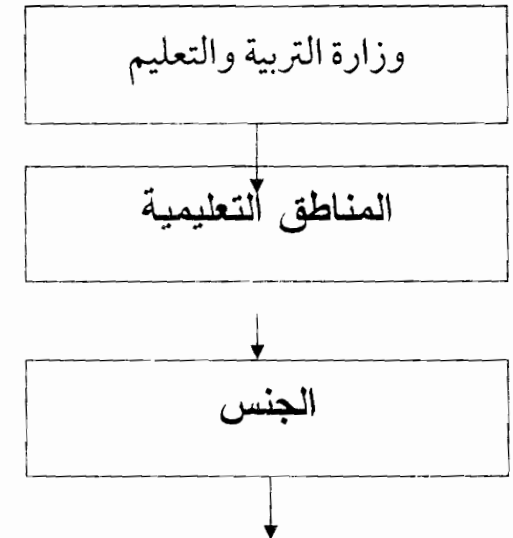 وزارة التربية والتعليم
المناطق التعليمية
الجنس